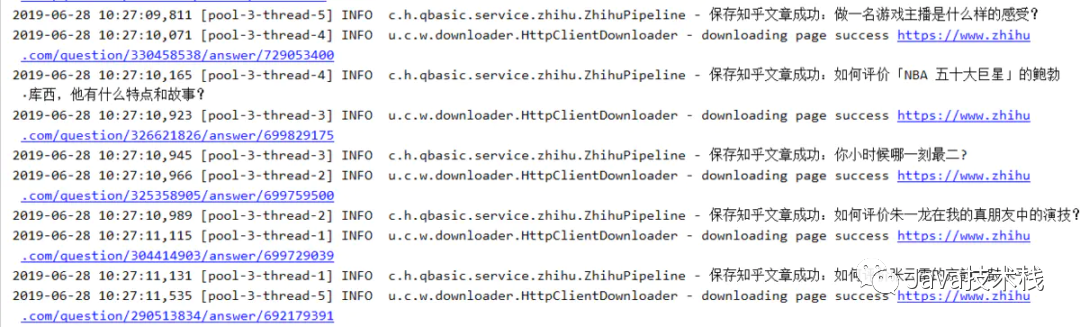 2019-06-28 10:27:09,811 [pool-3-thread-5] INFO  c.h.qbasic.service.zhihu.ZhihuPipeline - 保存知乎文章成功：做一名游戏主播是什么样的感受？
2019-06-28 10:27:10,071 [pool-3-thread-4] INFO  u.c.w.downloader.HttpClientDownloader - downloading page success https://www.zhihu
.com/question/330458538/answer/729053400
2019-06-28 10:27:10,165 [pool-3-thread-4] INFO  c.h.qbasic.service.zhihu.ZhihuPipeline - 保存知乎文章成功：如何评价「NBA 五十大巨星」的鲍勃
·库西，他有什么特点和故事？
2019-06-28 10:27:10,923 [pool-3-thread-3] INFO  u.c.w.downloader.HttpClientDownloader - downloading page success https://www.zhihu
.com/question/326621826/answer/699829175
2019-06-28 10:27:10,945 [pool-3-thread-3] INFO  c.h.qbasic.service.zhihu.ZhihuPipeline - 保存知乎文章成功：你小时候哪一刻最二？
2019-06-28 10:27:10,966 [pool-3-thread-2] INFO  u.c.w.downloader.HttpClientDownloader - downloading page success https://www.zhihu
.com/question/325358905/answer/699759500
2019-06-28 10:27:10,989 [pool-3-thread-2] INFO  c.h.qbasic.service.zhihu.ZhihuPipeline - 保存知乎文章成功：如何评价朱一龙在我的真朋友中的演技？
2019-06-28 10:27:11,115 [pool-3-thread-1] INFO  u.c.w.downloader.HttpClientDownloader - downloading page success https://www.zhihu
.com/question/304414903/answer/699729039
2019-06-28 10:27:11,131 [pool-3-thread-1] INFO  c.h.qbasic.service.zhihu.ZhihuPipeline - 保存知乎文章成功：如何 张云雷的
Java技术栈
2019-06-28 10:27:11,535 [pool-3-thread-5] INFO  u.c.w.downloader.HttpClientDownloader - downloading page success https://www.zhihu
.com/question/290513834/answer/692179391